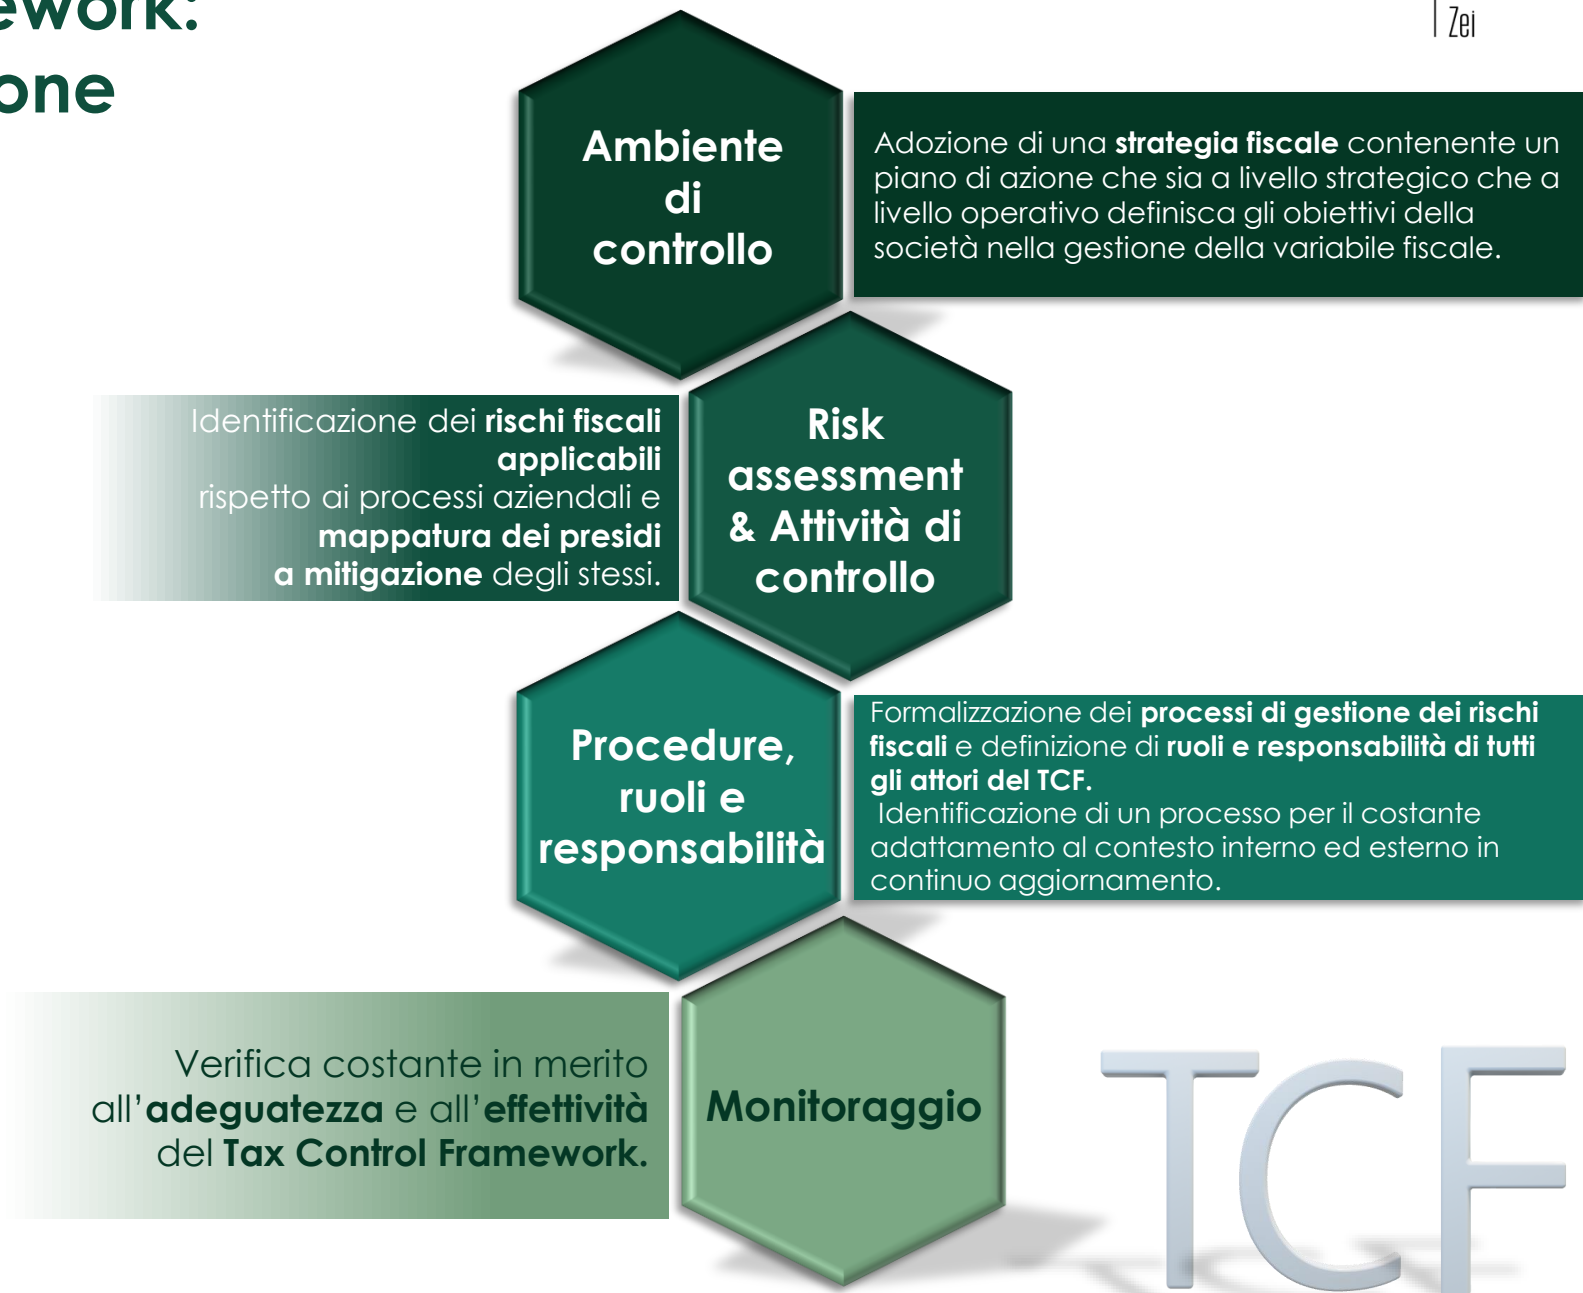 ework:
one
Zei
Ambiente
di
controllo
Adozione di una strategia fiscale contenente un
piano di azione che sia a livello strategico che a
livello operativo definisca gli obiettivi della
società nella gestione della variabile fiscale.
Identificazione dei rischi fiscali
applicabili
rispetto ai processi aziendali e
mappatura dei presidi
a mitigazione degli stessi.
Risk
assessment
& Attività di
controllo
Procedure,
ruoli e
responsabilità
Formalizzazione dei processi di gestione dei rischi
fiscali e definizione di ruoli e responsabilità di tutti
gli attori del TCF.
Identificazione di un processo per il costante
adattamento al contesto interno ed esterno in
continuo aggiornamento.
Verifica costante in merito
all’adeguatezza e all’effettività
del Tax Control Framework.
Monitoraggio
TCF